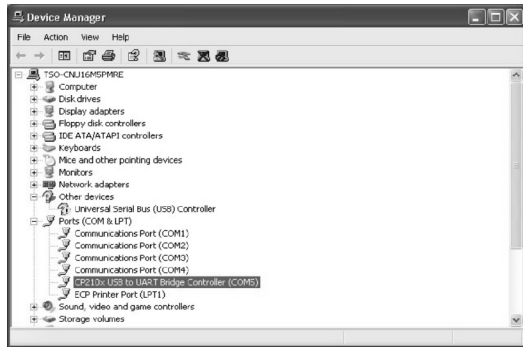 Device Manager
File Action View Help
TSO-CNU16M5PMRE
Computer
Disk drives
Display adapters
Floppy disk controllers
IDE ATA/ATAPI controllers
Keyboards
Mice and other pointing devices
Monitors
Network adapters
Other devices
Universal Serial Bus (USB) Controller
Ports (COM & LPT)
Communications Port (COM1)
Communications Port (COM2)
Communications Port (COM3)
Communications Port (COM4)
CP210x USB to UART Bridge Controller (COM5)
ECP Printer Port (LPT1)
Sound, video and game controllers
Storage volumes